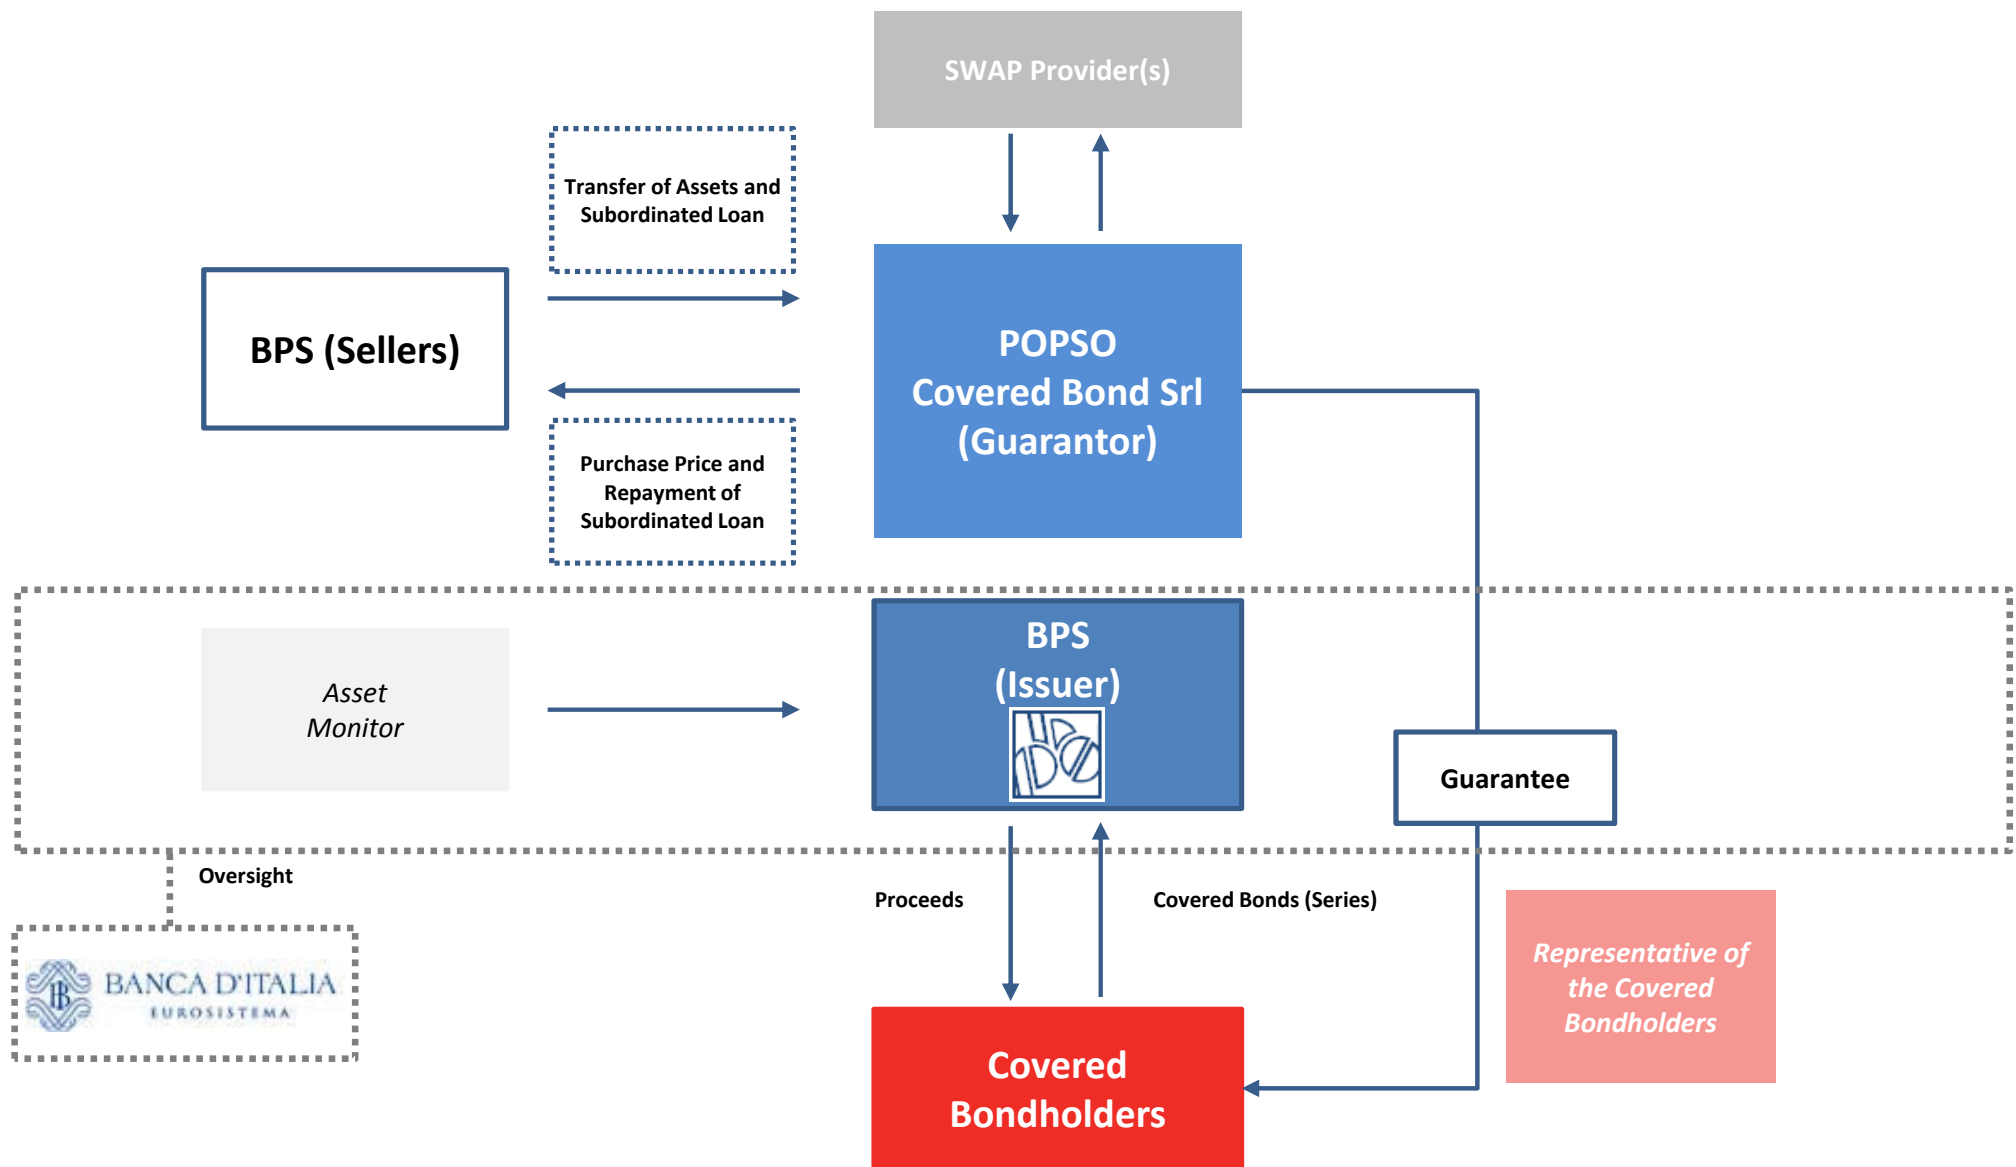 SWAP Provider(s)
Transfer of Assets and
Subordinated Loan
BPS (Sellers)
POPSO
Covered Bond Srl
(Guarantor)
Purchase Price and
Repayment of
Subordinated Loan
BPS
(Issuer)
Asset
Monitor
Guarantee
Oversight
Proceeds
Covered Bonds (Series)
BANCA D'ITALIA
EUROSISTEMA
Representative of
the Covered
Bondholders
Covered
Bondholders